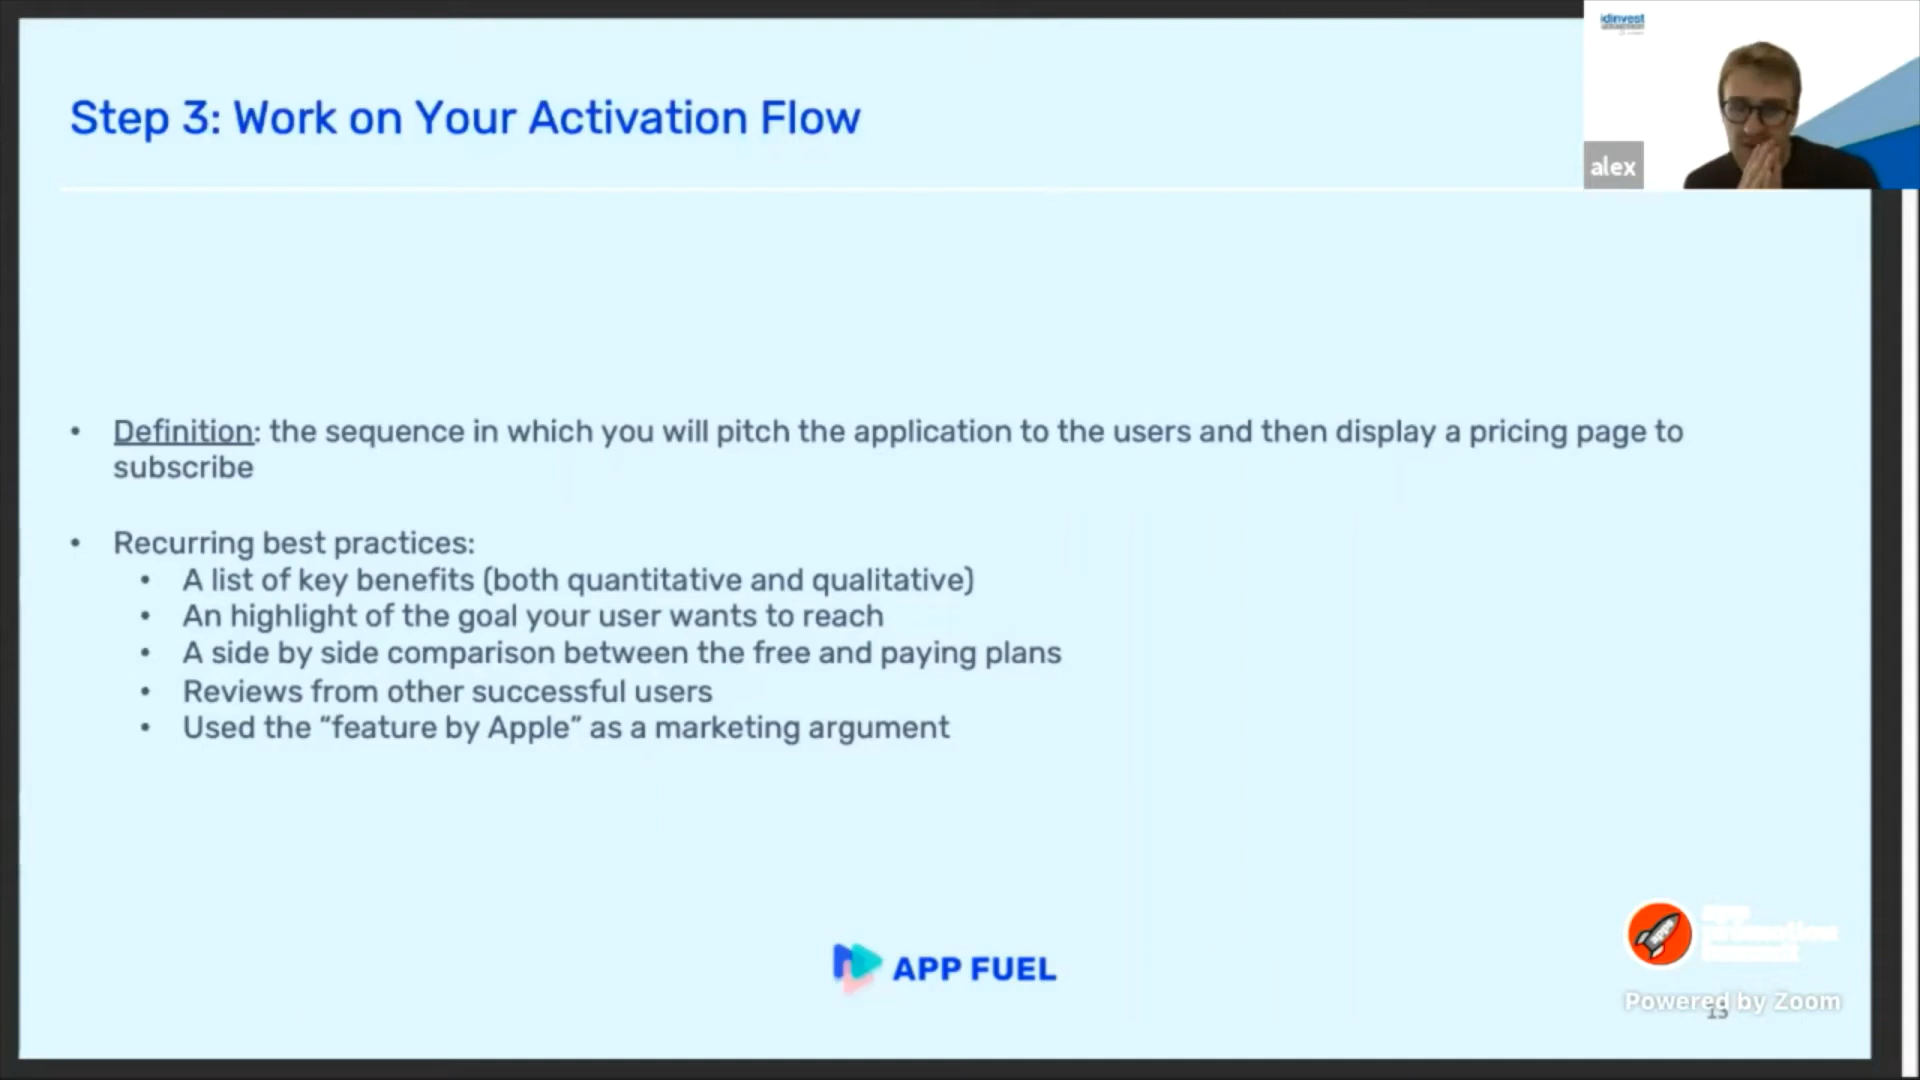 Step 3: Work on Your Activation Flow
idinvest
alex
• Definition: the sequence in which you will pitch the application to the users and then display a pricing page to
subscribe
• Recurring best practices:
• A list of key benefits (both quantitative and qualitative)
• An highlight of the goal your user wants to reach
• A side by side comparison between the free and paying plans
• Reviews from other successful users
• Used the “feature by Apple” as a marketing argument
APP FUEL
app
promotion
Powered by Zoom
13